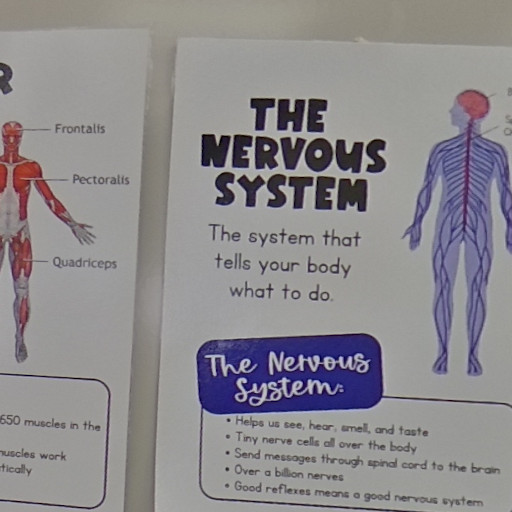 R
Frontalis
Pectoralis
Quadriceps
650 muscles in the
muscles work
THE
NERVOUS
SYSTEM
The system that
tells your body
what to do.
The Nervous
System:
• Helps us see, hear, smell, and taste
• Tiny nerve cells all over the body
• Send messages through spinal cord to the brain
• Over a billion nerves
• Good reflexes means a good nervous system